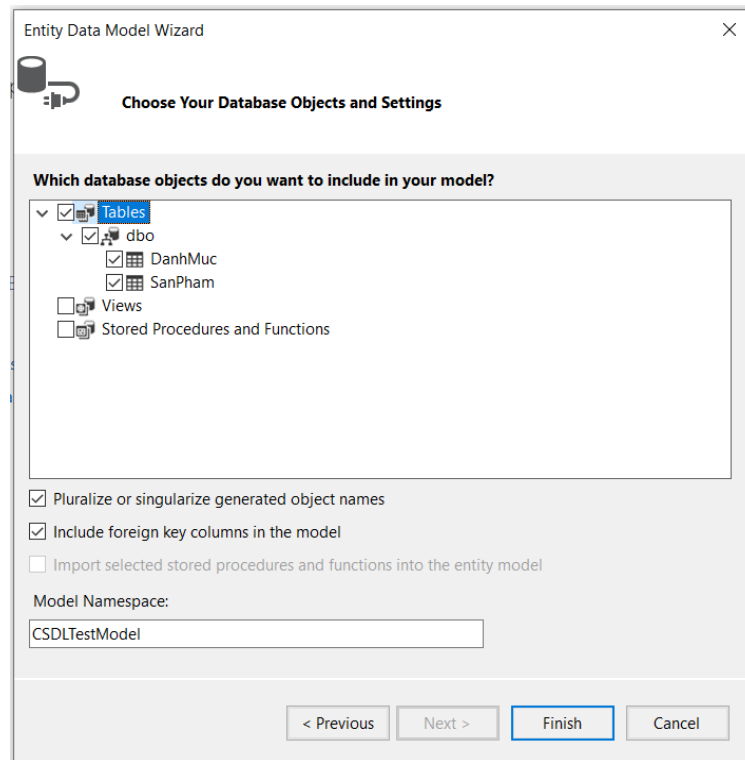 Entity Data Model Wizard
Choose Your Database Objects and Settings
Which database objects do you want to include in your model?
Tables
dbo
DanhMuc
SanPham
Views
Stored Procedures and Functions
Pluralize or singularize generated object names
Include foreign key columns in the model
Import selected stored procedures and functions into the entity model
Model Namespace:
CSDLTestModel
< Previous Next > Finish Cancel